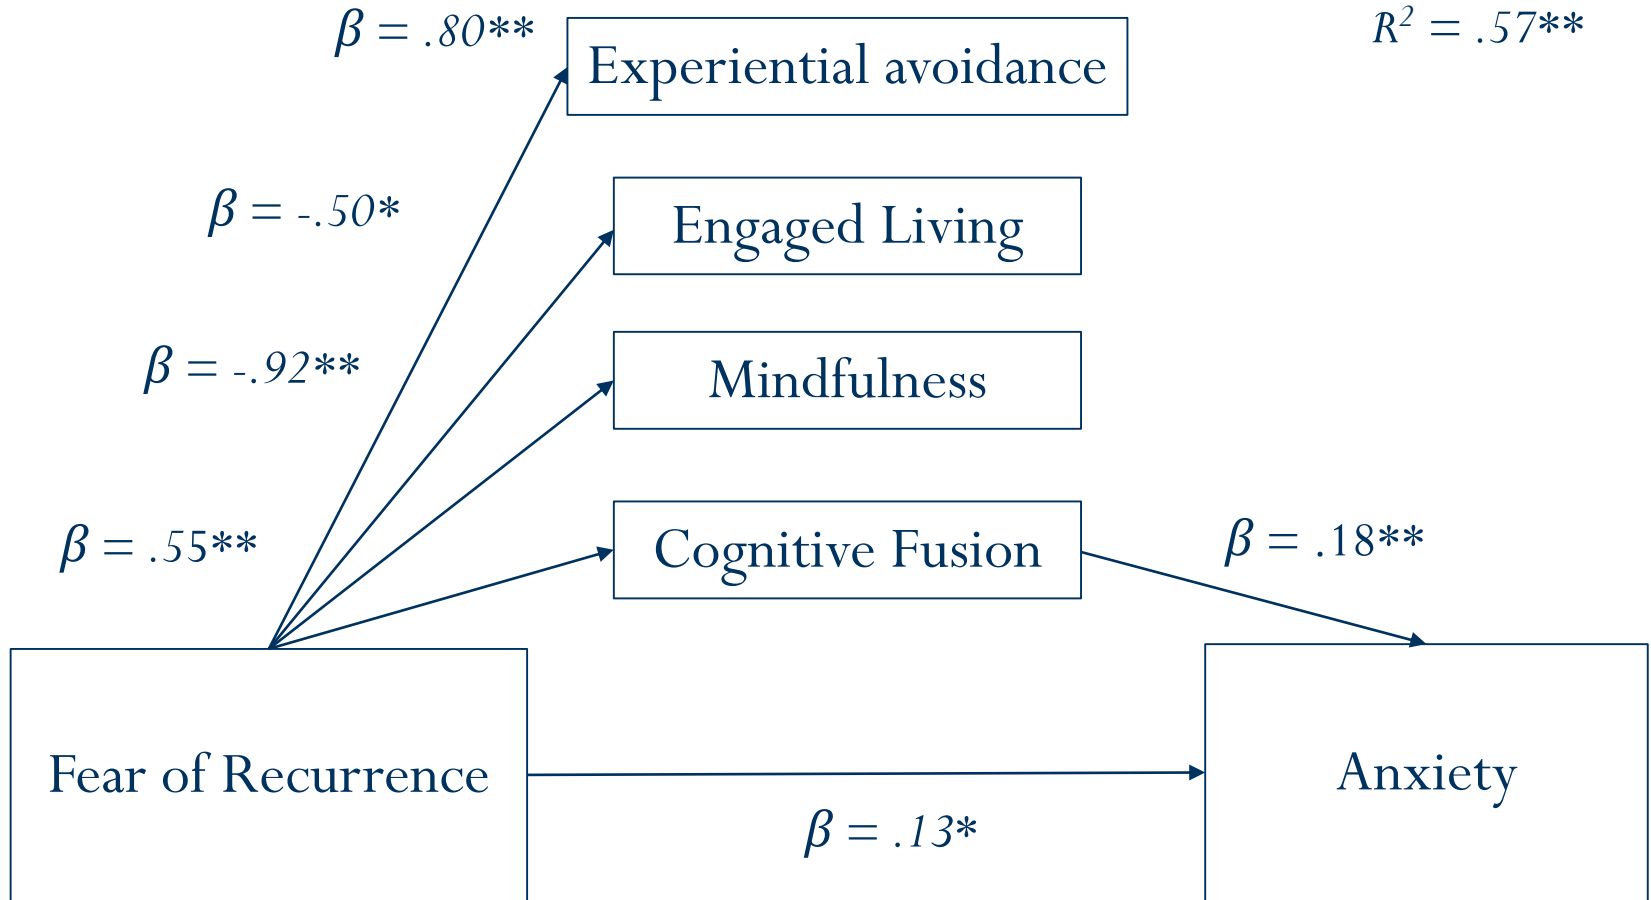 β = .80**
R² = .57**
Experiential avoidance
β = -.50*
Engaged Living
β = -.92**
Mindfulness
β = .55**
Cognitive Fusion
β = .18**
Fear of Recurrence
Anxiety
β = .13*